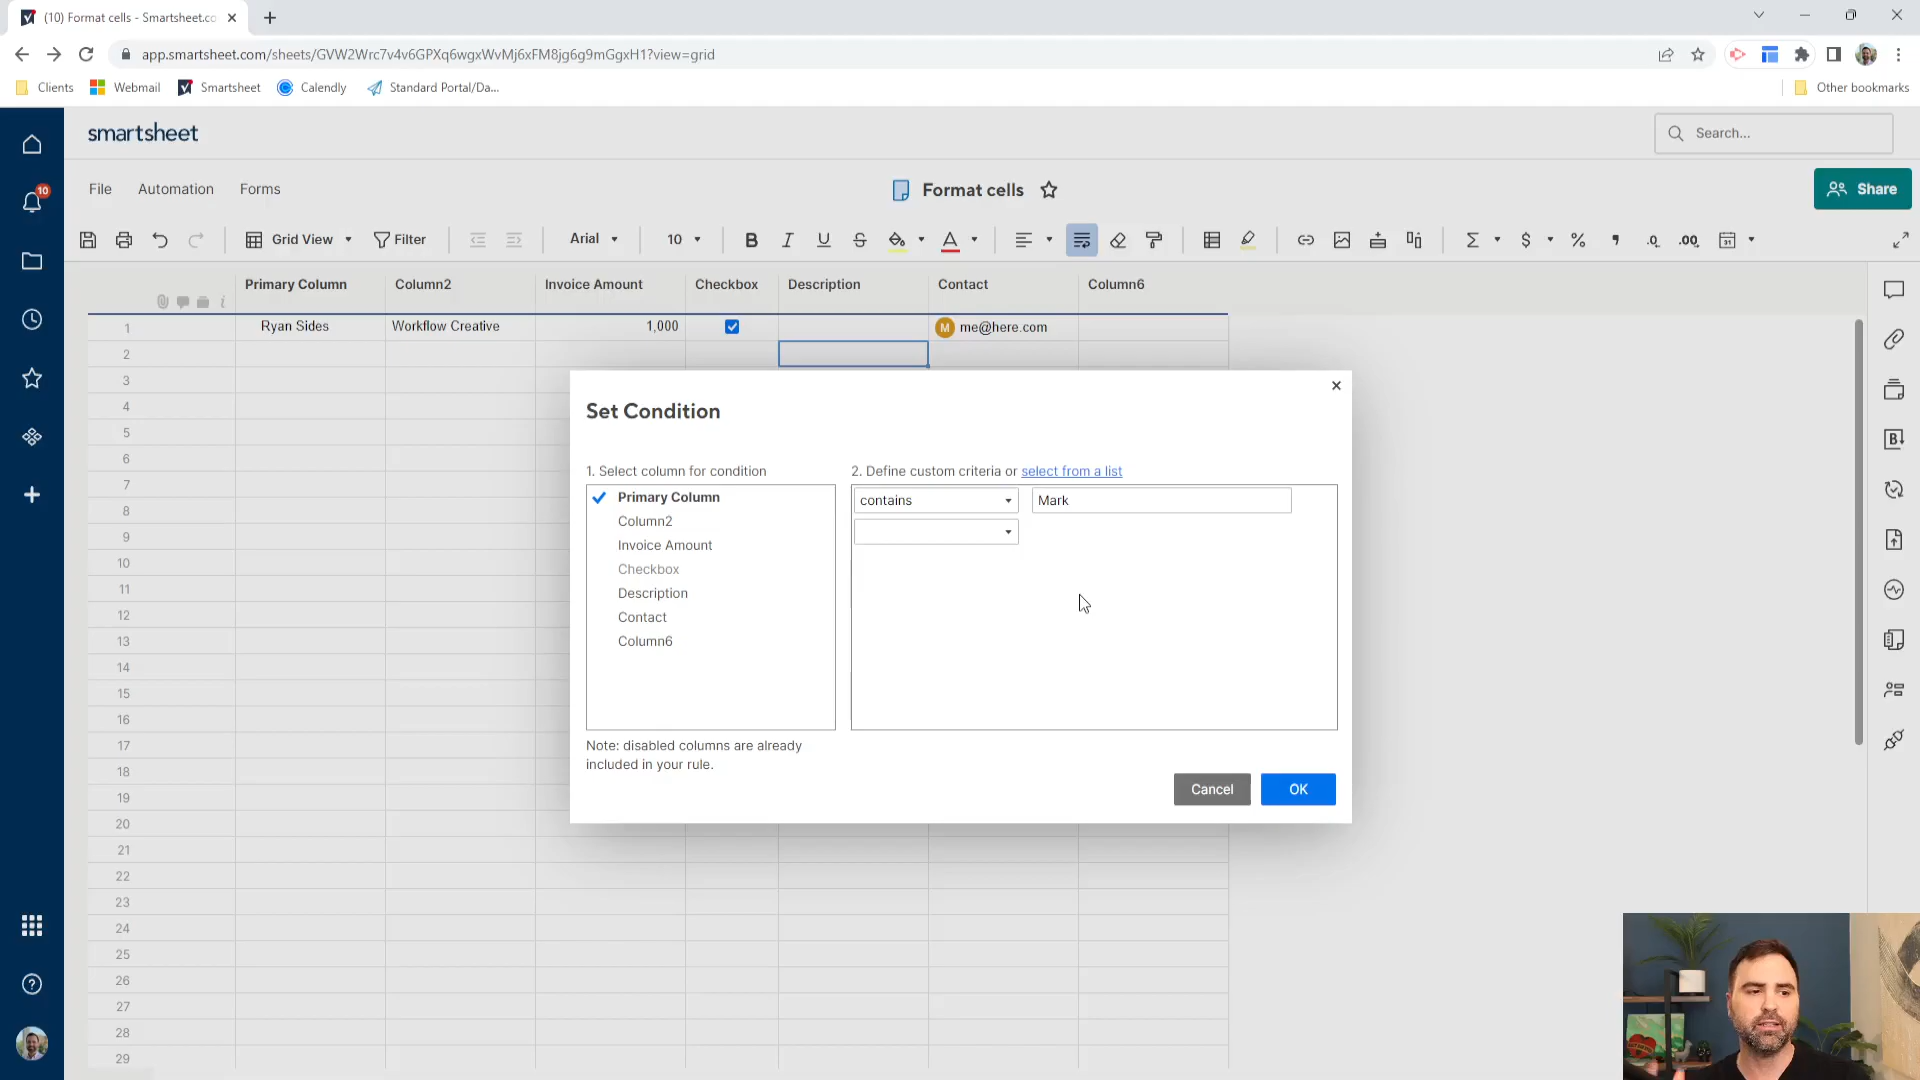 (10) Format cells - Smartsheet.co
app.smartsheet.com/sheets/GVW2Wrc7v4v6GPXq6wgxWvMj6xFM8jg6g9mGgxH1?view=grid
Clients Webmail Smartsheet Calendly Standard Portal/Da... Other bookmarks
smartsheet Search...
10
File Automation Forms Format cells Share
Grid View Filter Arial 10 B I U S A Σ $ % .0 .00 31
Primary Column Column2 Invoice Amount Checkbox Description Contact Column6
1 Ryan Sides Workflow Creative 1,000 M me@here.com
2
3
4
5
6
7
8
9
10
11
12
13
14
15
16
17
18
19
20
21
22
23
24
25
26
27
28
29
Set Condition
1. Select column for condition
Primary Column
Column2
Invoice Amount
Checkbox
Description
Contact
Column6
Note: disabled columns are already
included in your rule.
2. Define custom criteria or select from a list
contains Mark
Cancel OK